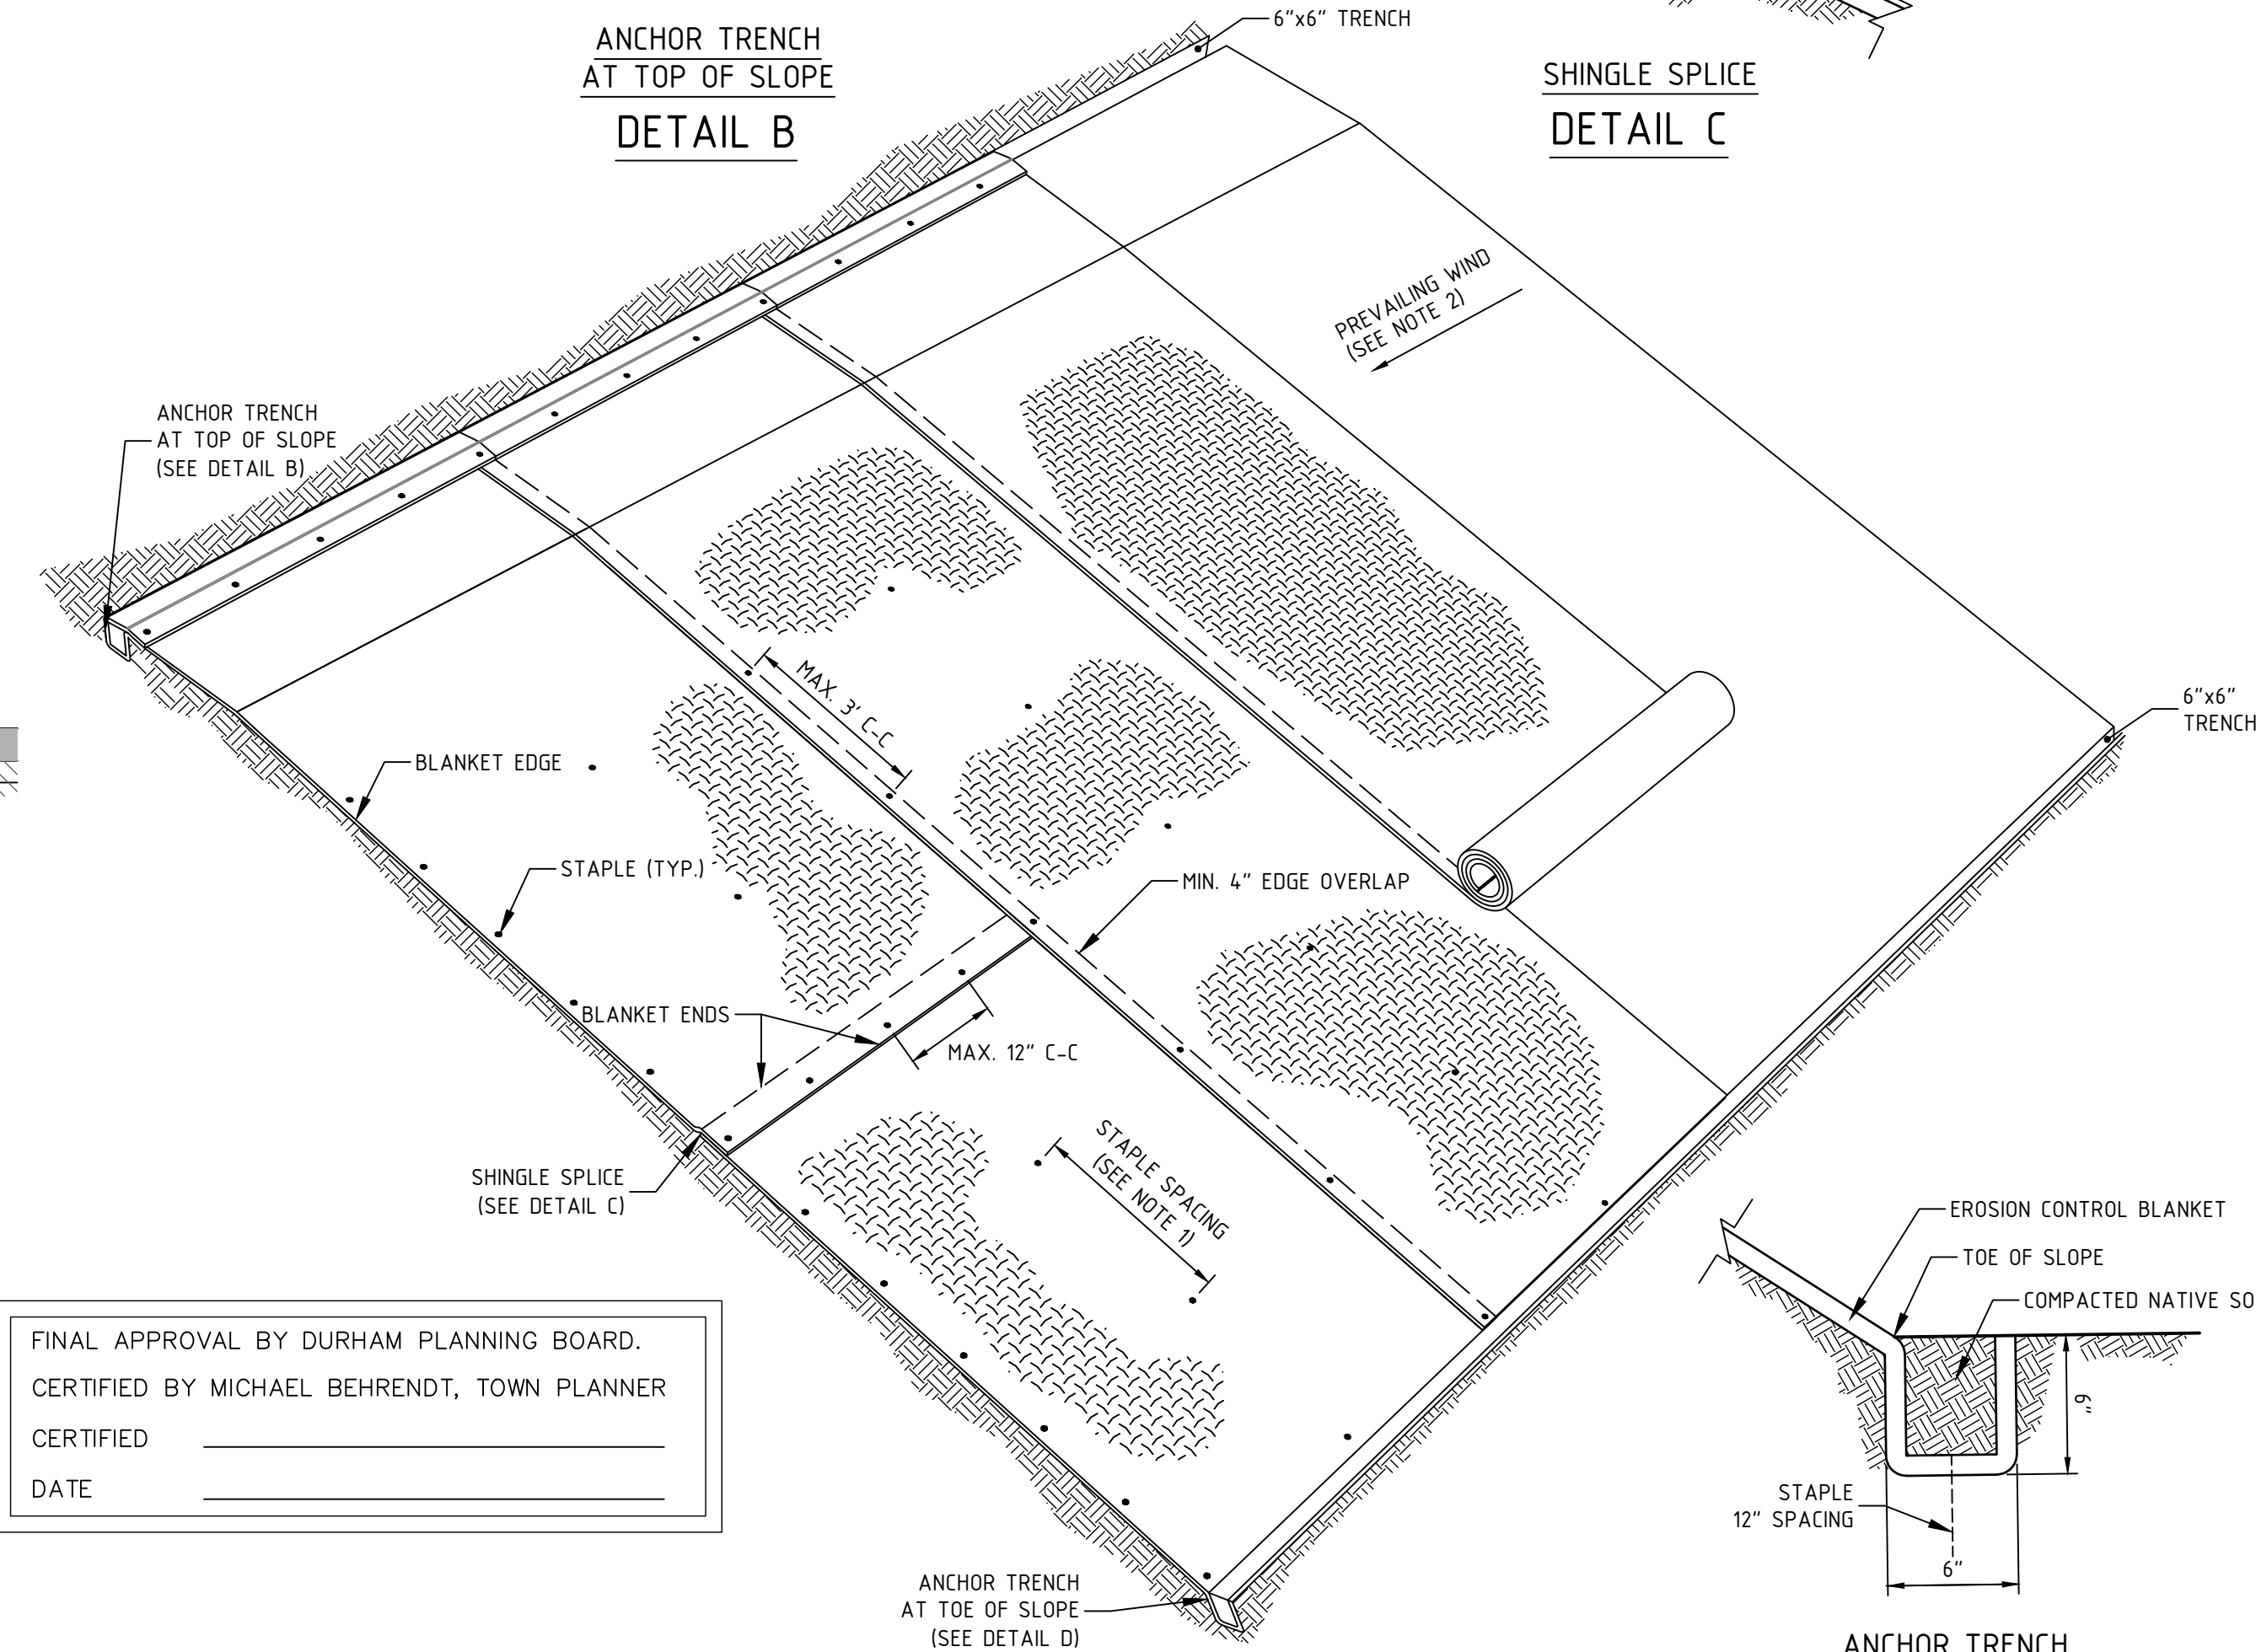 6"x6" TRENCH
ANCHOR TRENCH
AT TOP OF SLOPE
DETAIL B
SHINGLE SPLICE
DETAIL C
PREVAILING WIND
(SEE NOTE 2)
ANCHOR TRENCH
AT TOP OF SLOPE
(SEE DETAIL B)
MAX. 3' C-C
6"x6"
TRENCH
BLANKET EDGE
STAPLE (TYP.)
MIN. 4" EDGE OVERLAP
BLANKET ENDS
MAX. 12" C-C
STAPLE SPACING
(SEE NOTE 1)
SHINGLE SPLICE
(SEE DETAIL C)
EROSION CONTROL BLANKET
TOE OF SLOPE
COMPACTED NATIVE SO
6"
STAPLE
12" SPACING
6"
FINAL APPROVAL BY DURHAM PLANNING BOARD.
CERTIFIED BY MICHAEL BEHRENDT, TOWN PLANNER
CERTIFIED
DATE
ANCHOR TRENCH
AT TOE OF SLOPE
(SEE DETAIL D)
ANCHOR TRENCH